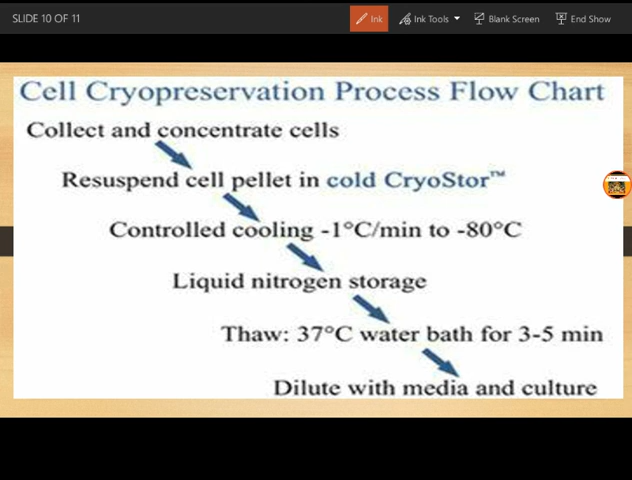 SLIDE 10 OF 11
Ink
Ink Tools
Blank Screen
End Show
Cell Cryopreservation Process Flow Chart
Collect and concentrate cells
Resuspend cell pellet in cold CryoStor™
Controlled cooling -1°C/min to -80°C
Liquid nitrogen storage
Thaw: 37°C water bath for 3-5 min
Dilute with media and culture